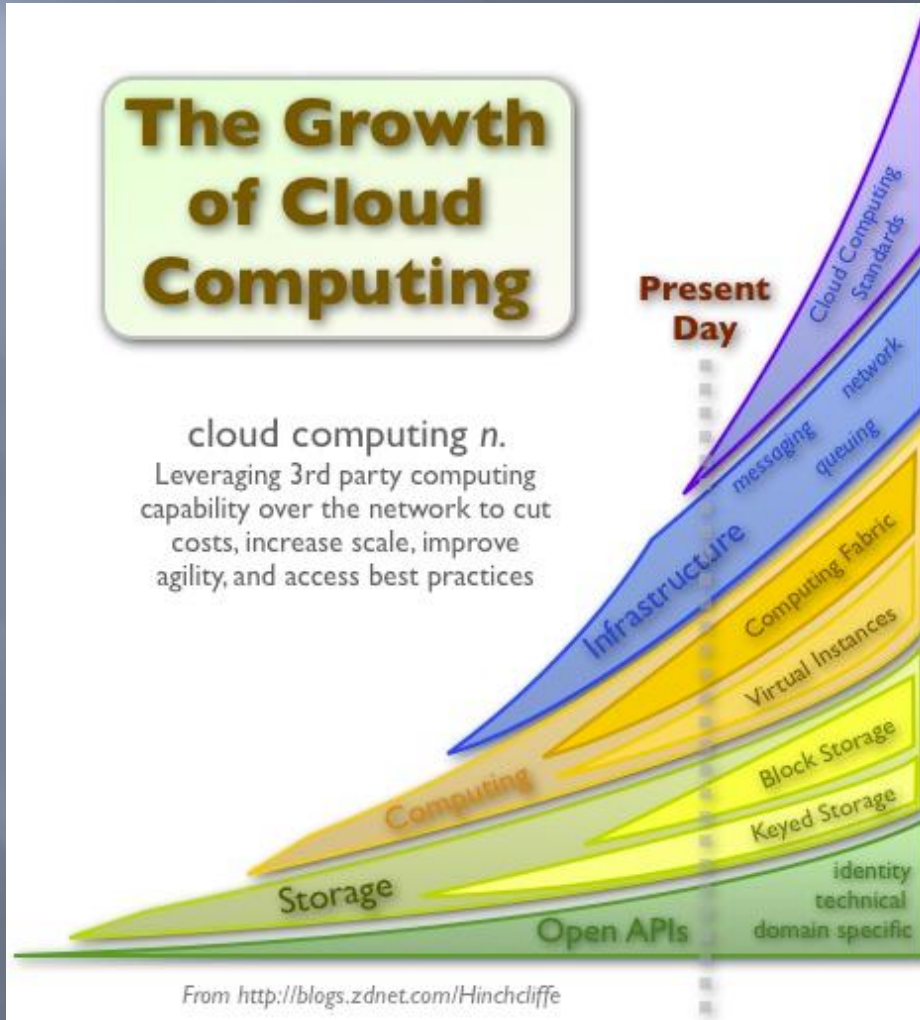 The Growth
of Cloud
Computing
Present
Day
cloud computing n.
Leveraging 3rd party computing
capability over the network to cut
costs, increase scale, improve
agility, and access best practices
Cloud Computing
Standards
network
messaging
queuing
Infrastructure
Computing Fabric
Virtual Instances
Computing
Block Storage
Keyed Storage
Storage
identity
technical
domain specific
Open APIs
From http://blogs.zdnet.com/Hinchcliffe